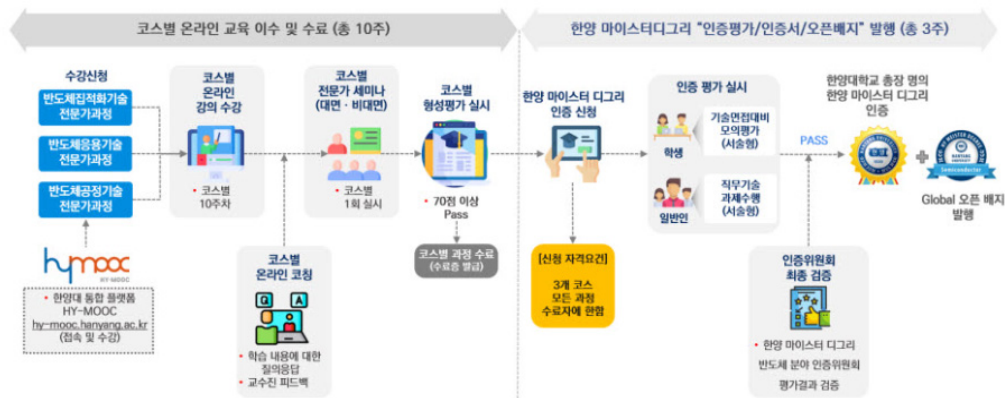 코스별 온라인 교육 이수 및 수료 (총 10주)
한양 마이스터디그리 "인증평가/인증서/오픈배지" 발행 (총 3주)
수강신청
반도체집적화기술
전문가과정
반도체응용기술
전문가과정
반도체공정기술
전문가과정
hymooc
HY-MOOC
• 한양대 통합 플랫폼
HY-MOOC
hy-mooc.hanyang.ac.kr
(접속 및 수강)
코스별
온라인
강의 수강
• 코스별
10주차
코스별
온라인 코칭
Q
A
• 학습 내용에 대한
질의응답
• 교수진 피드백
코스별
전문가 세미나
(대면 · 비대면)
• 코스별
1회 실시
코스별
형성평가 실시
• 70점 이상
Pass
코스별 과정 수료
(수료증 발급)
한양 마이스터 디그리
인증 신청
[신청 자격요건]
3개 코스
모든 과정
수료자에 한함
인증 평가 실시
학생
기술면접대비
모의평가
(서술형)
일반인
직무기술
과제수행
(서술형)
PASS
인증위원회
최종 검증
• 한양 마이스터 디그리
반도체 분야 인증위원회
평가결과 검증
한양대학교 총장 명의
한양 마이스터 디그리
인증
Semiconductor
Global 오픈 배지
발행